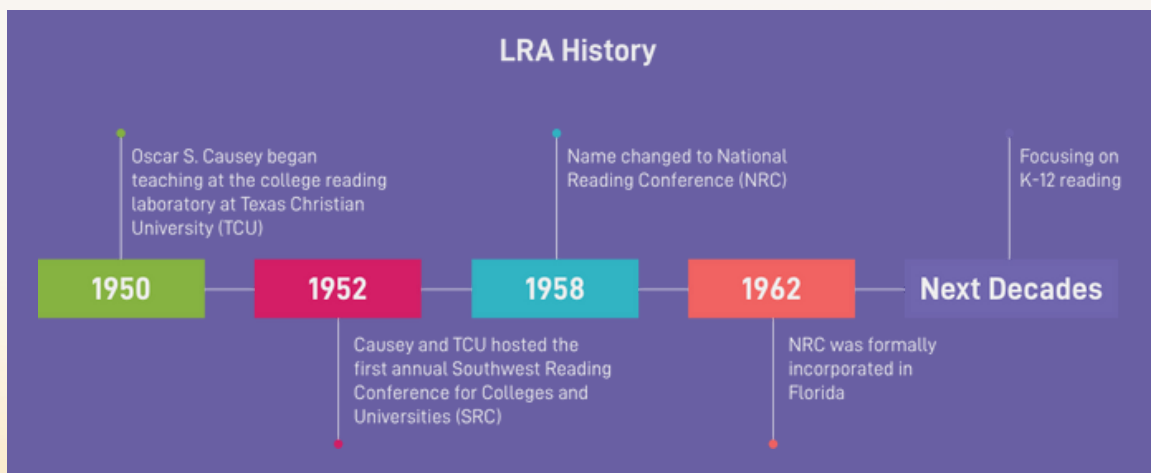 LRA History
Oscar S. Causey began
teaching at the college reading
laboratory at Texas Christian
University (TCU)
Name changed to National
Reading Conference (NRC)
Focusing on
K-12 reading
1950
1952
1958
1962
Next Decades
Causey and TCU hosted the
first annual Southwest Reading
Conference for Colleges and
Universities (SRC)
NRC was formally
incorporated in
Florida